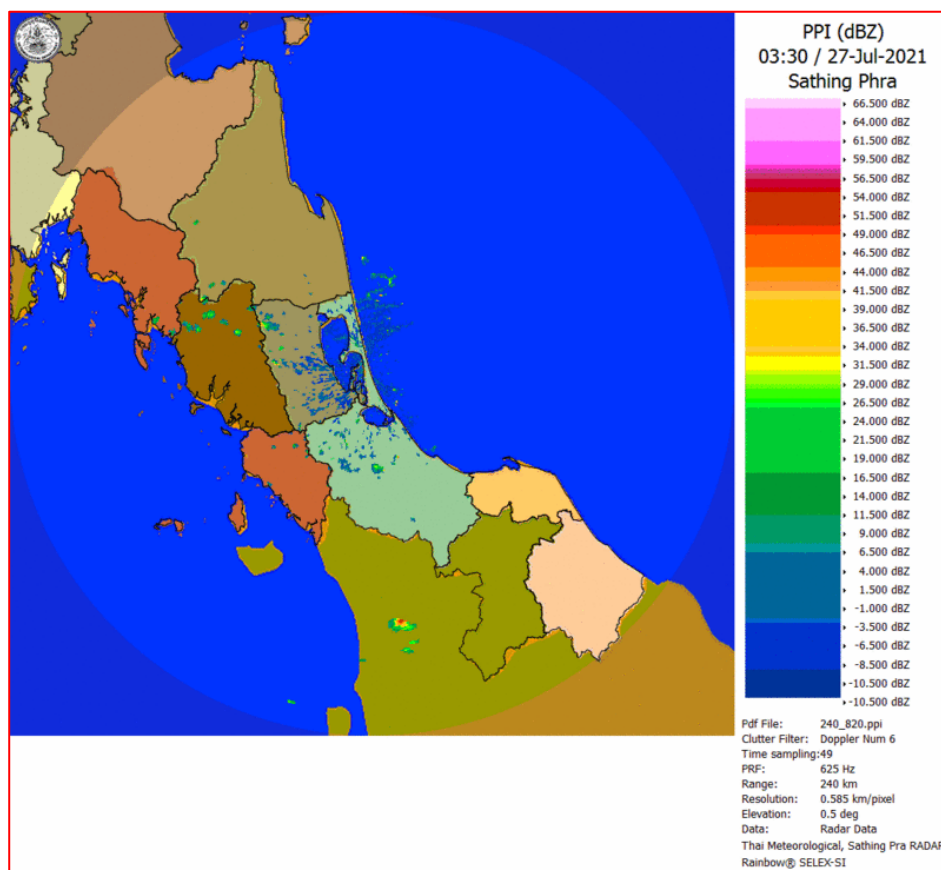 PPI (dBZ)
03:30 / 27-Jul-2021
Sathing Phra
66.500 dBZ
64.000 dBZ
61.500 dBZ
59.500 dBZ
56.500 dBZ
54.000 dBZ
51.500 dBZ
49.000 dBZ
46.500 dBZ
44.000 dBZ
41.500 dBZ
39.000 dBZ
36.500 dBZ
34.000 dBZ
31.500 dBZ
29.000 dBZ
26.500 dBZ
24.000 dBZ
21.500 dBZ
19.000 dBZ
16.500 dBZ
14.000 dBZ
11.500 dBZ
9.000 dBZ
6.500 dBZ
4.000 dBZ
1.500 dBZ
-1.000 dBZ
-3.500 dBZ
-6.500 dBZ
-8.500 dBZ
-10.500 dBZ
-10.500 dBZ
Pdf File: 240_820.ppi
Clutter Filter: Doppler Num 6
Time sampling:49
PRF: 625 Hz
Range: 240 km
Resolution: 0.585 km/pixel
Elevation: 0.5 deg
Data: Radar Data
Thai Meteorological, Sathing Pra RADAR
Rainbow® SELEX-SI